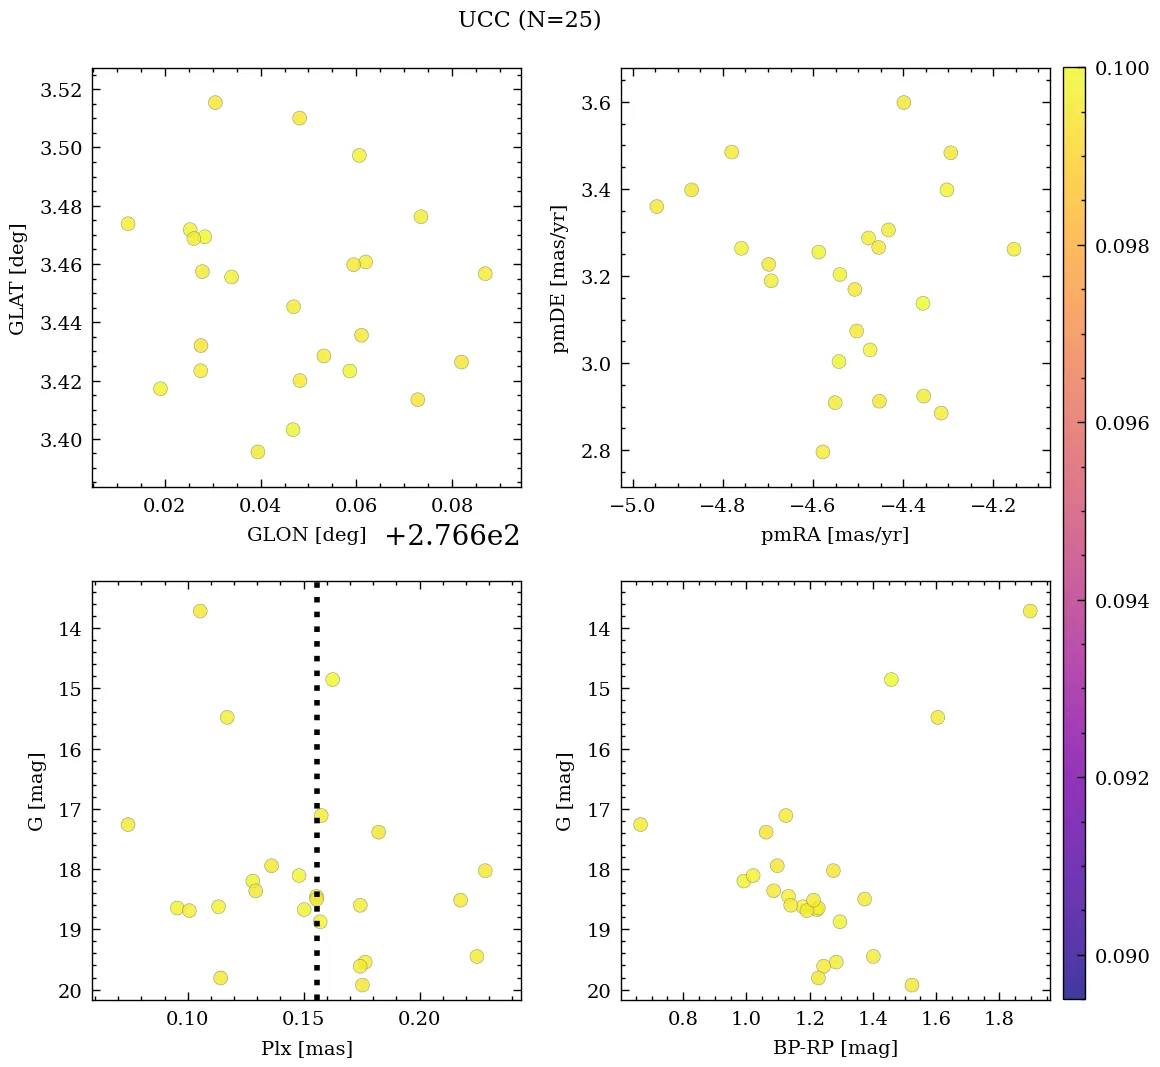 UCC (N=25)
3.52
3.50
3.48
3.46
3.44
3.42
3.40
GLAT [deg]
0.02 0.04 0.06 0.08
GLON [deg] +2.766e2
3.6
3.4
3.2
3.0
2.8
pmDE [mas/yr]
−5.0 −4.8 −4.6 −4.4 −4.2
pmRA [mas/yr]
14
15
16
17
18
19
20
G [mag]
0.10 0.15 0.20
Plx [mas]
14
15
16
17
18
19
20
G [mag]
0.8 1.0 1.2 1.4 1.6 1.8
BP-RP [mag]
0.100
0.098
0.096
0.094
0.092
0.090